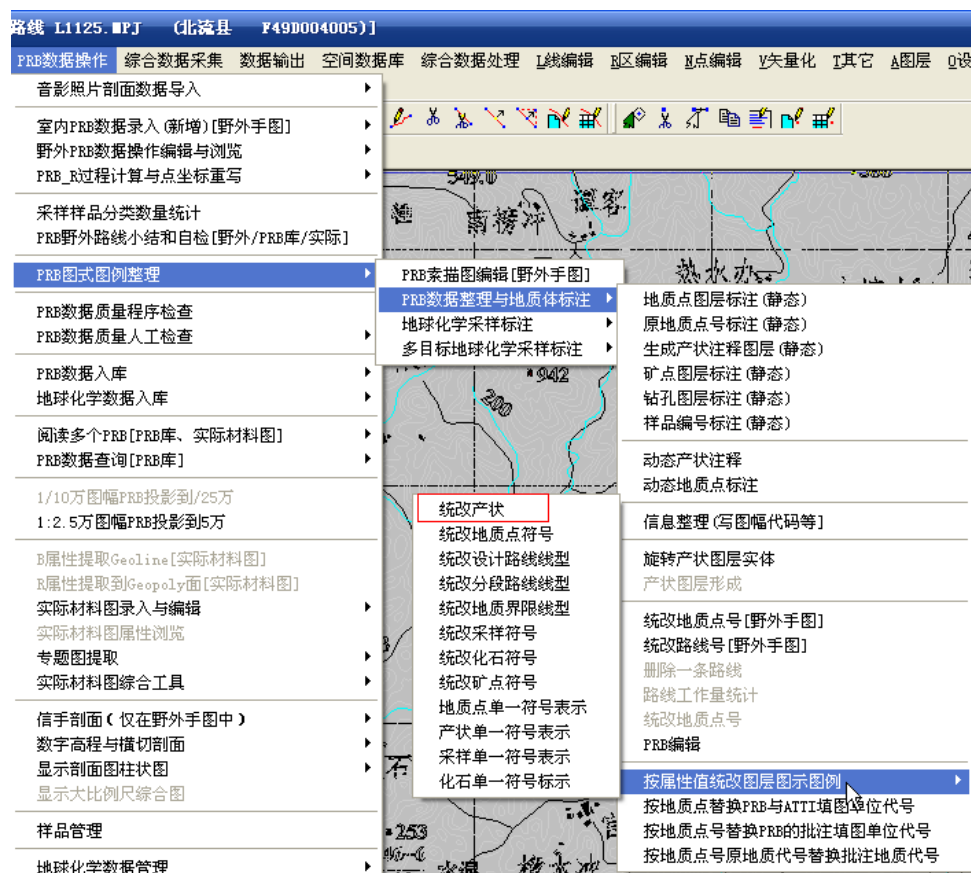 路线 L1125.MPJ (北流县 F49D004005)]
PRB数据操作 综合数据采集 数据输出 空间数据库 综合数据处理 L线编辑 R区编辑 N点编辑 V矢量化 I其它 A图层 Q设
音影照片剖面数据导入
室内PRB数据录入(新增)[野外手图]
野外PRB数据操作编辑与浏览
PRB_R过程计算与点坐标重写
采样样品分类数量统计
PRB野外路线小结和自检[野外/PRB库/实际]
PRB图式图例整理
PRB数据质量程序检查
PRB数据质量人工检查
PRB数据入库
地球化学数据入库
阅读多个PRB[PRB库、实际材料图]
PRB数据查询[PRB库]
1/10万图幅PRB投影到/25万
1:2.5万图幅PRB投影到5万
B属性提取Geoline[实际材料图]
R属性提取到Geopoly面[实际材料图]
实际材料图录入与编辑
实际材料图属性浏览
专题图提取
实际材料图综合工具
信手剖面(仅在野外手图中)
数字高程与横切剖面
显示剖面图柱状图
显示大比例尺综合图
样品管理
地球化学数据管理
PRB素描图编辑[野外手图]
PRB数据整理与地质体标注
地球化学采样标注
多目标地球化学采样标注
地质点图层标注(静态)
原地质点号标注(静态)
生成产状注释图层(静态)
矿点图层标注(静态)
钻孔图层标注(静态)
样品编号标注(静态)
动态产状注释
动态地质点标注
信息整理(写图幅代码等]
旋转产状图层实体
产状图层形成
统改地质点号[野外手图]
统改路线号[野外手图]
删除一条路线
路线工作量统计
统改地质点号
PRB编辑
按属性值统改图层图示图例
按地质点替换PRB与ATTI填图单位代号
按地质点号替换PRB的批注填图单位代号
按地质点号原地质代号替换批注地质代号
统改产状
统改地质点符号
统改设计路线线型
统改分段路线线型
统改地质界限线型
统改采样符号
统改化石符号
统改矿点符号
地质点单一符号表示
产状单一符号表示
采样单一符号表示
化石单一符号标示
南榜坪
热水
942
200
253
石